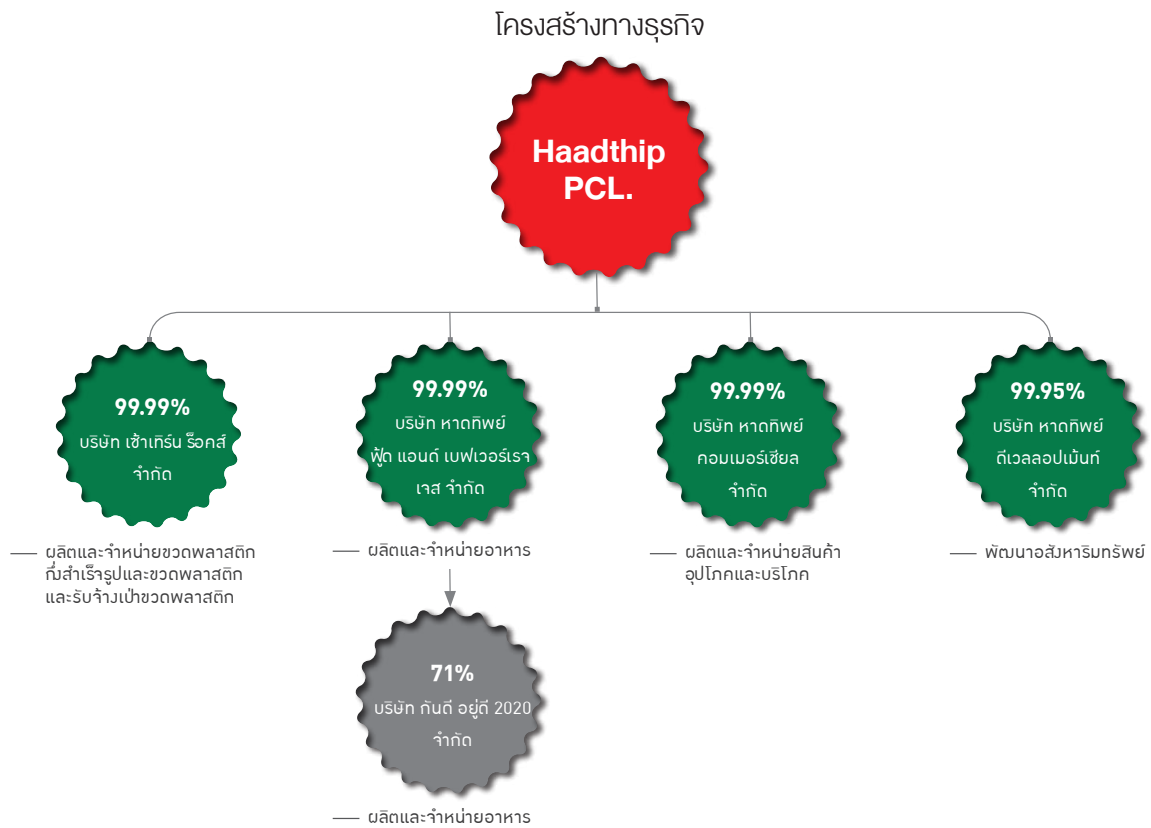 โครงสร้างทางธุรกิจ
Haadthip
PCL.
99.99%
บริษัท เซ้าเทิร์น ร็อคส์
จำกัด
ผลิตและจำหน่ายขวดพลาสติก
กึ่งสำเร็จรูปและขวดพลาสติก
และรับจ้างเป่าขวดพลาสติก
99.99%
บริษัท หาดทิพย์
ฟู้ด แอนด์ เบฟเวอร์เรจ
เจส จำกัด
ผลิตและจำหน่ายอาหาร
99.99%
บริษัท หาดทิพย์
คอมเมอร์เชียล
จำกัด
ผลิตและจำหน่ายสินค้า
อุปโภคและบริโภค
99.95%
บริษัท หาดทิพย์
ดีเวลลอปเม้นท์
จำกัด
พัฒนาอสังหาริมทรัพย์
71%
บริษัท กันดี อยู่ดี 2020
จำกัด
ผลิตและจำหน่ายอาหาร